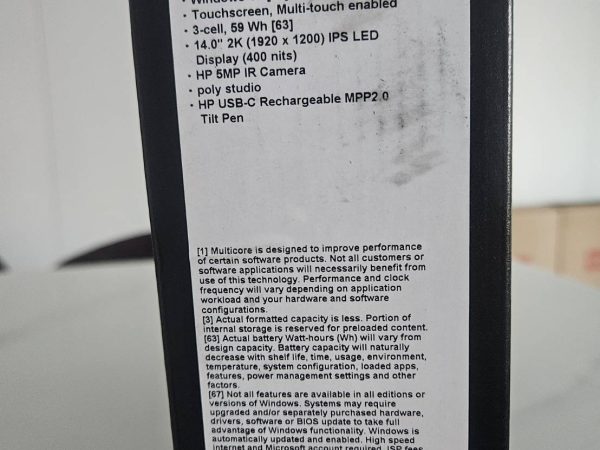 · Touchscreen, Multi-touch enabled
· 3-cell, 59 Wh [63]
· 14.0" 2K (1920 x 1200) IPS LED
Display (400 nits)
· HP 5MP IR Camera
· poly studio
· HP USB-C Rechargeable MPP2.0
Tilt Pen
[1] Multicore is designed to improve performance
of certain software products. Not all customers or
software applications will necessarily benefit from
use of this technology. Performance and clock
frequency will vary depending on application
workload and your hardware and software
configurations.
[3] Actual formatted capacity is less. Portion of
internal storage is reserved for preloaded content.
[63] Actual battery Watt-hours (Wh) will vary from
design capacity. Battery capacity will naturally
decrease with shelf life, time, usage, environment,
temperature, system configuration, loaded apps,
features, power management settings and other
factors.
[67] Not all features are available in all editions or
versions of Windows. Systems may require
upgraded and/or separately purchased hardware,
drivers, software or BIOS update to take full
advantage of Windows functionality. Windows is
automatically updated and enabled. High speed
internet and Microsoft account required. ISP fees